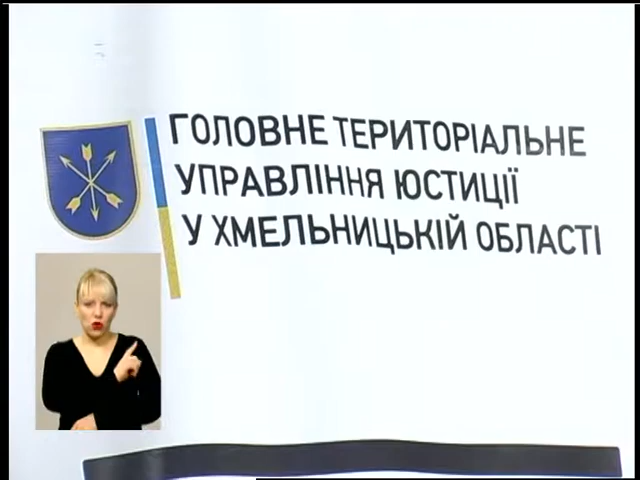 ГОЛОВНЕ ТЕРИТОРІАЛЬНЕ
УПРАВЛІННЯ ЮСТИЦІЇ
У ХМЕЛЬНИЦЬКІЙ ОБЛАСТІ